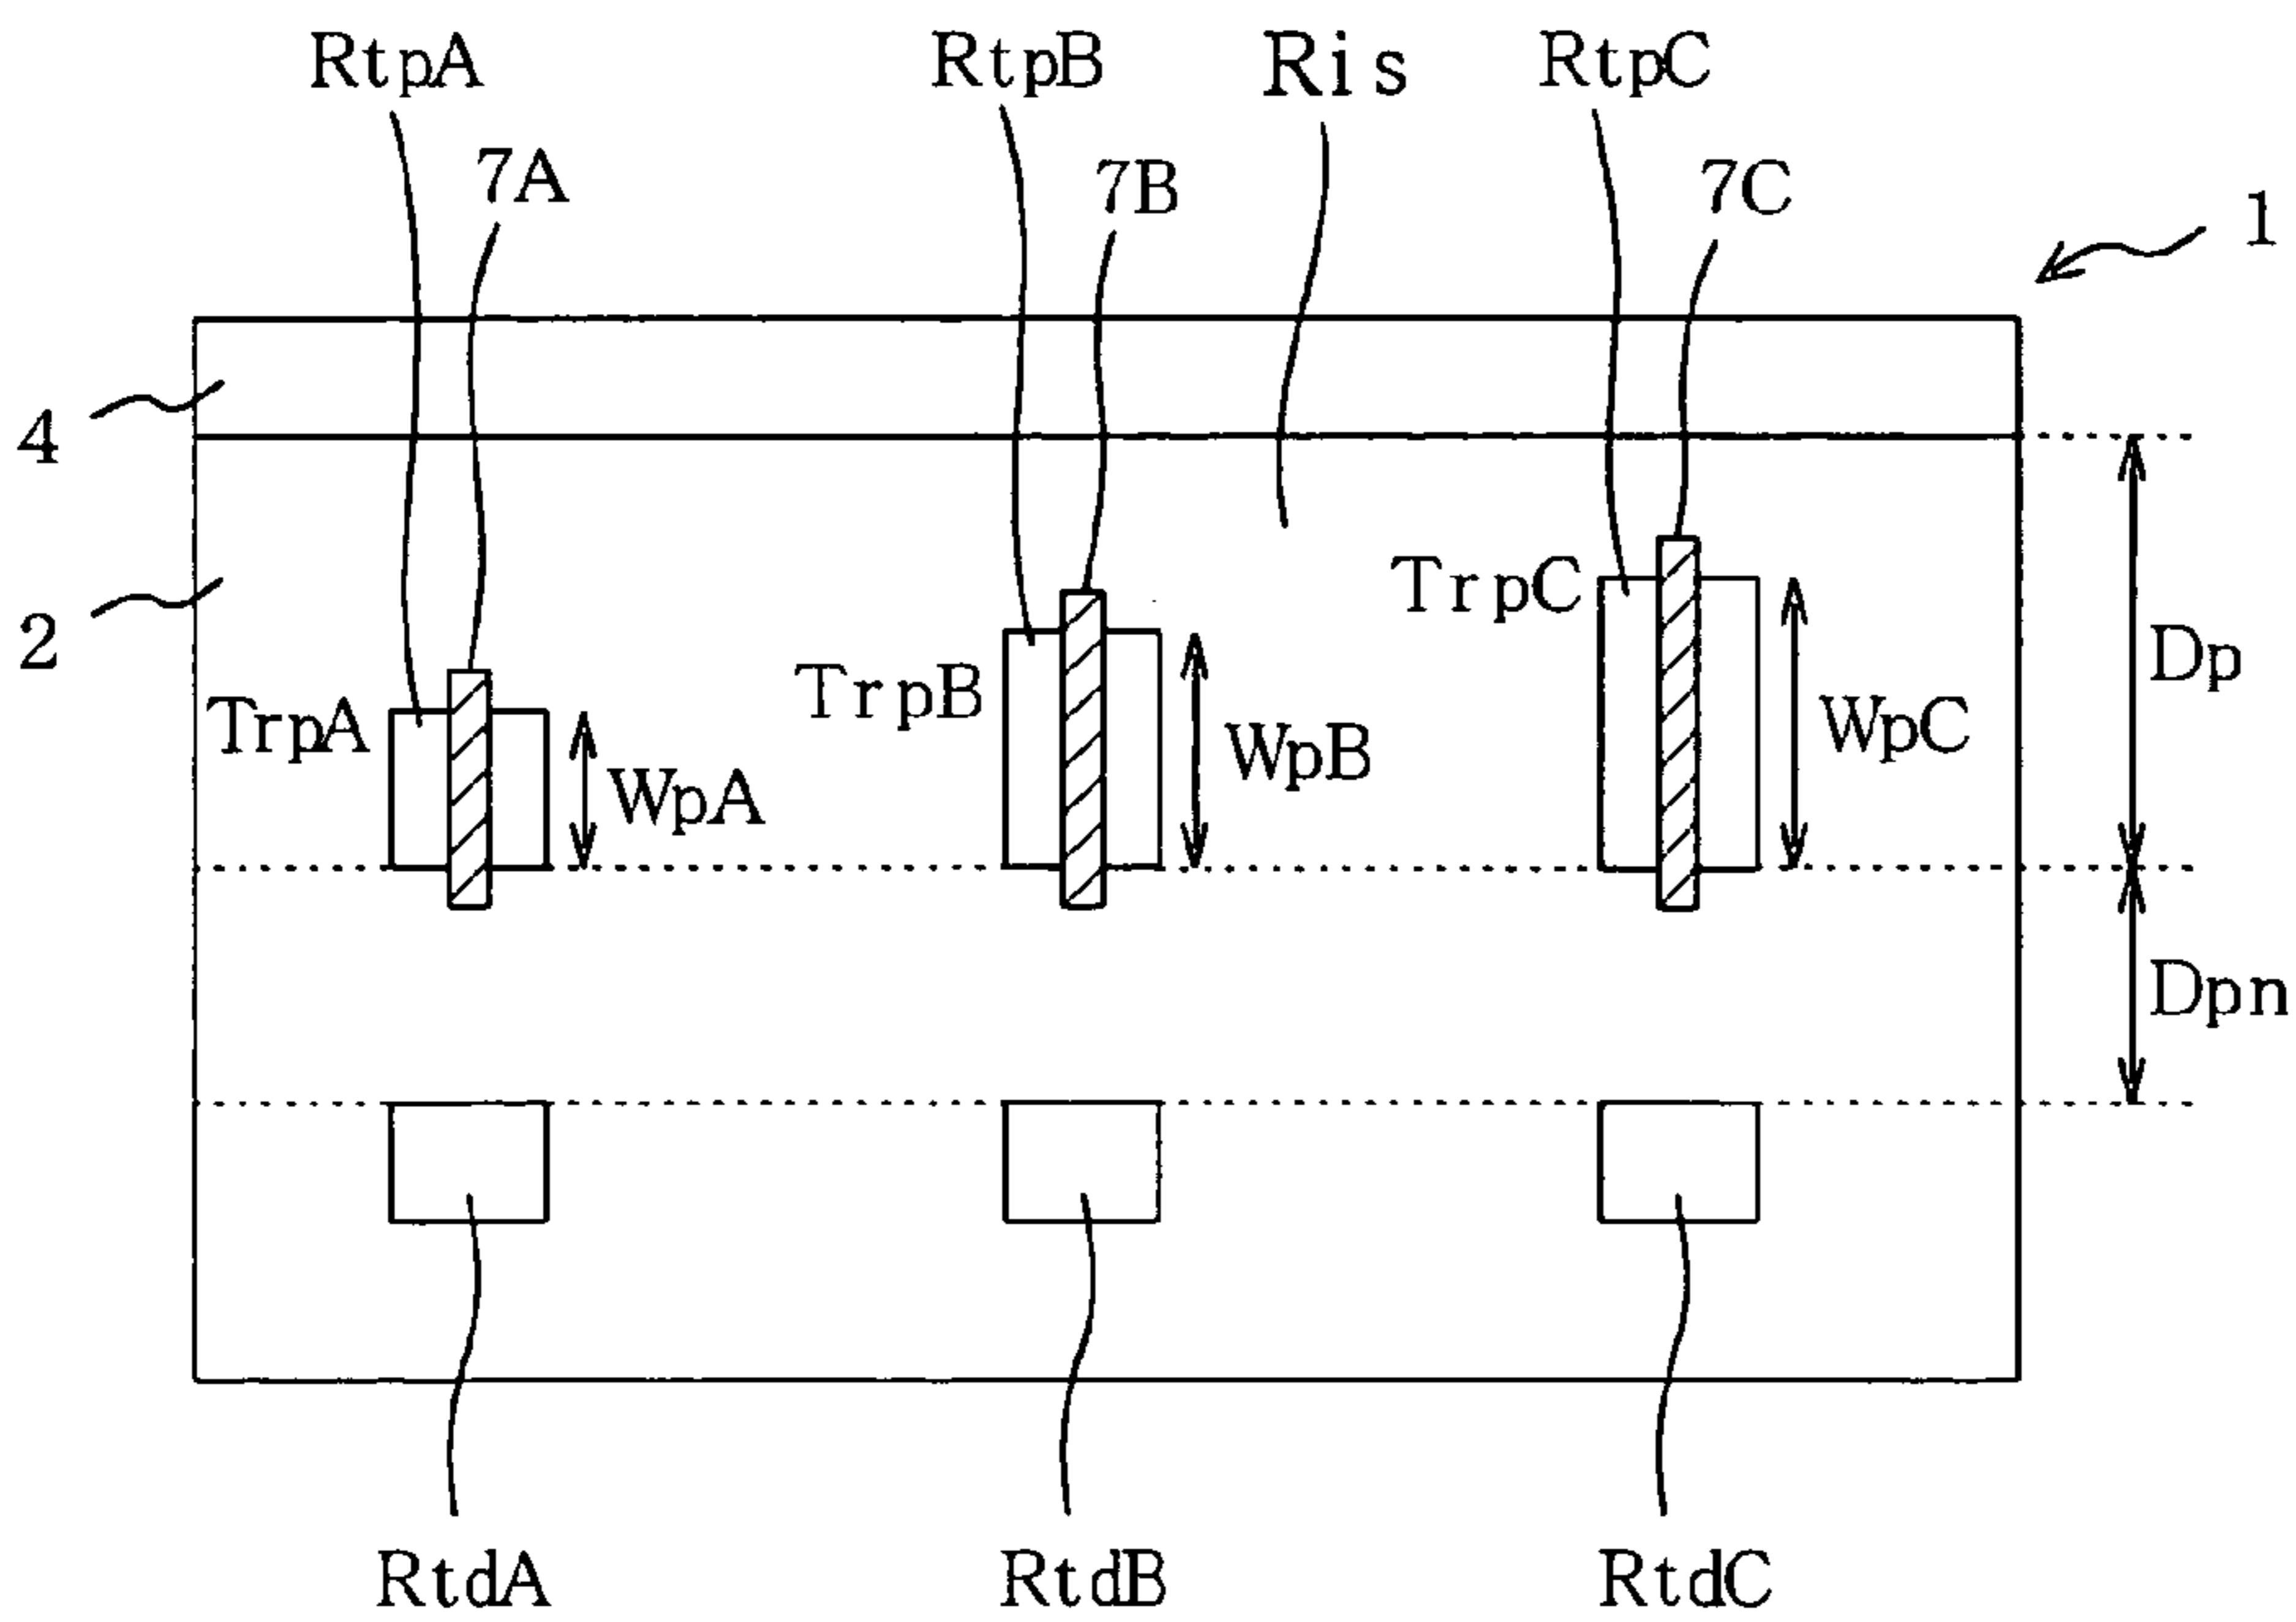 RtpA RtpB Ris RtpC
7A 7B 7C 1
4
2
TrpC
Dp
TrpB
TrpA
WpC
WpB
WpA
Dpn
RtdA RtdB RtdC